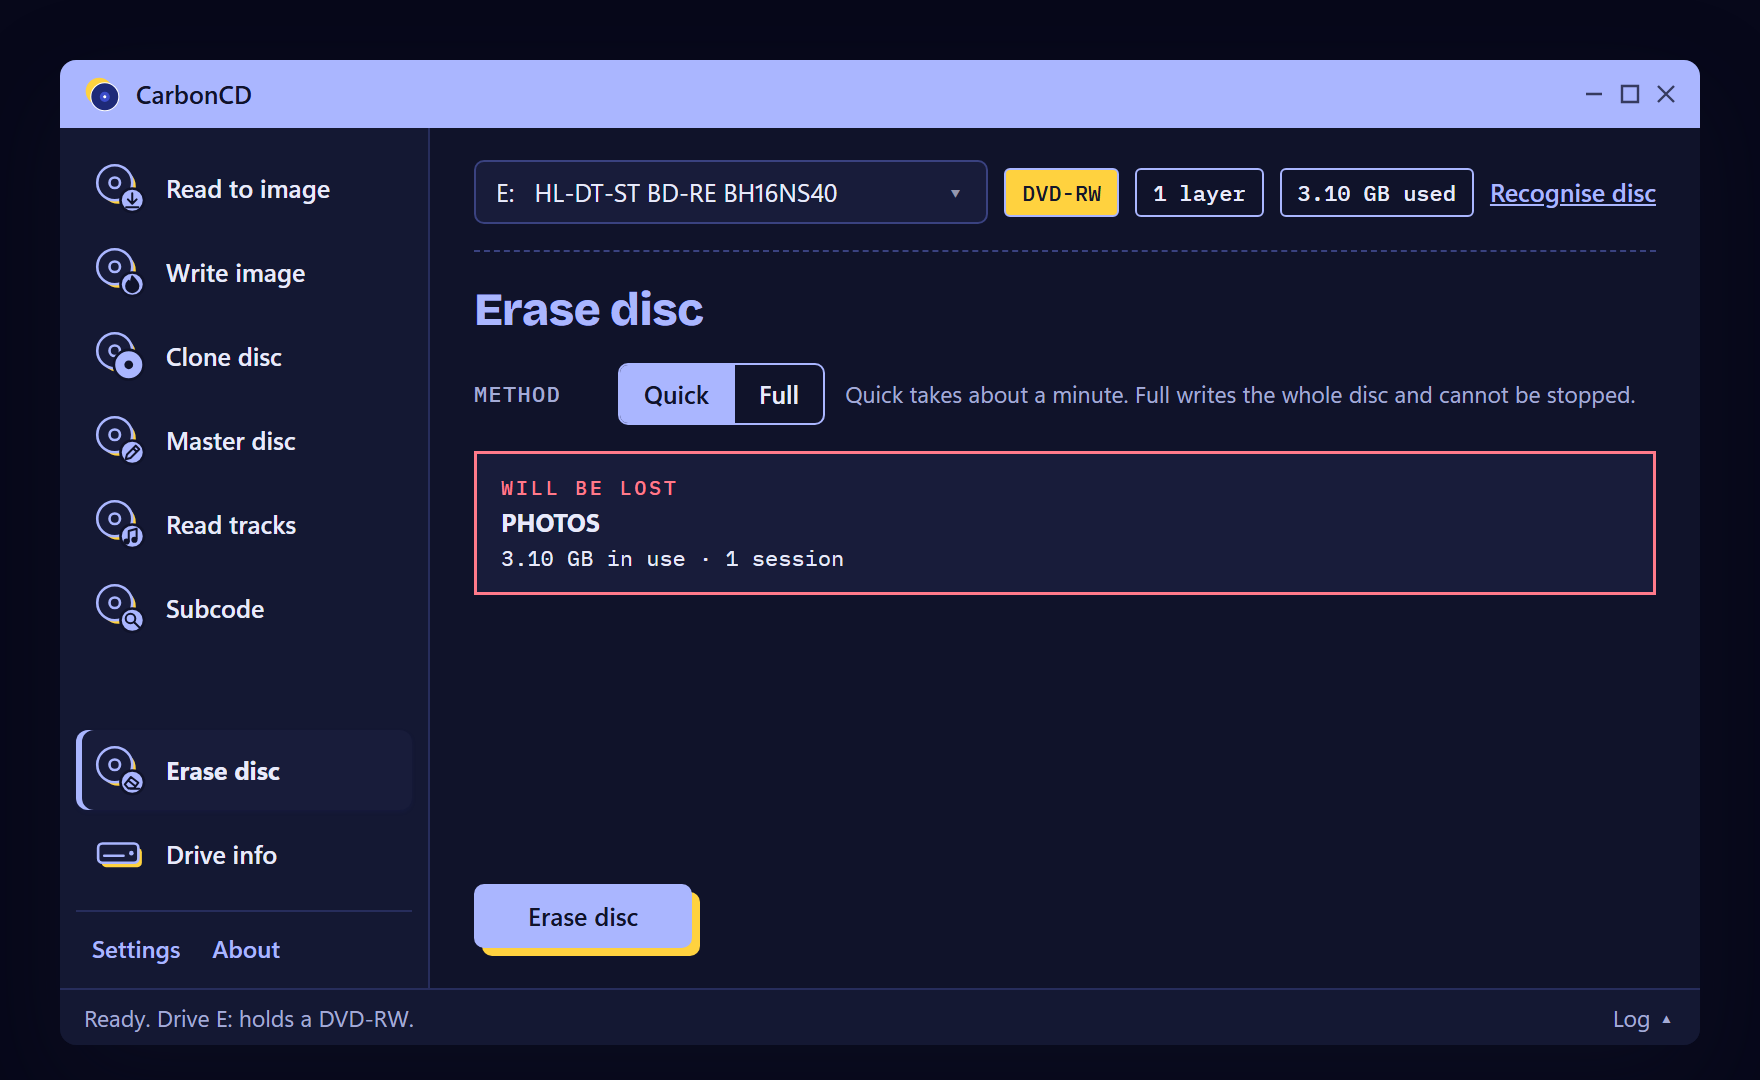 CarbonCD
Read to image
Write image
Clone disc
Master disc
Read tracks
Subcode
Erase disc
Drive info
Settings About
E: HL-DT-ST BD-RE BH16NS40 DVD-RW 1 layer 3.10 GB used Recognise disc
Erase disc
METHOD Quick Full Quick takes about a minute. Full writes the whole disc and cannot be stopped.
WILL BE LOST
PHOTOS
3.10 GB in use · 1 session
Erase disc
Ready. Drive E: holds a DVD-RW. Log